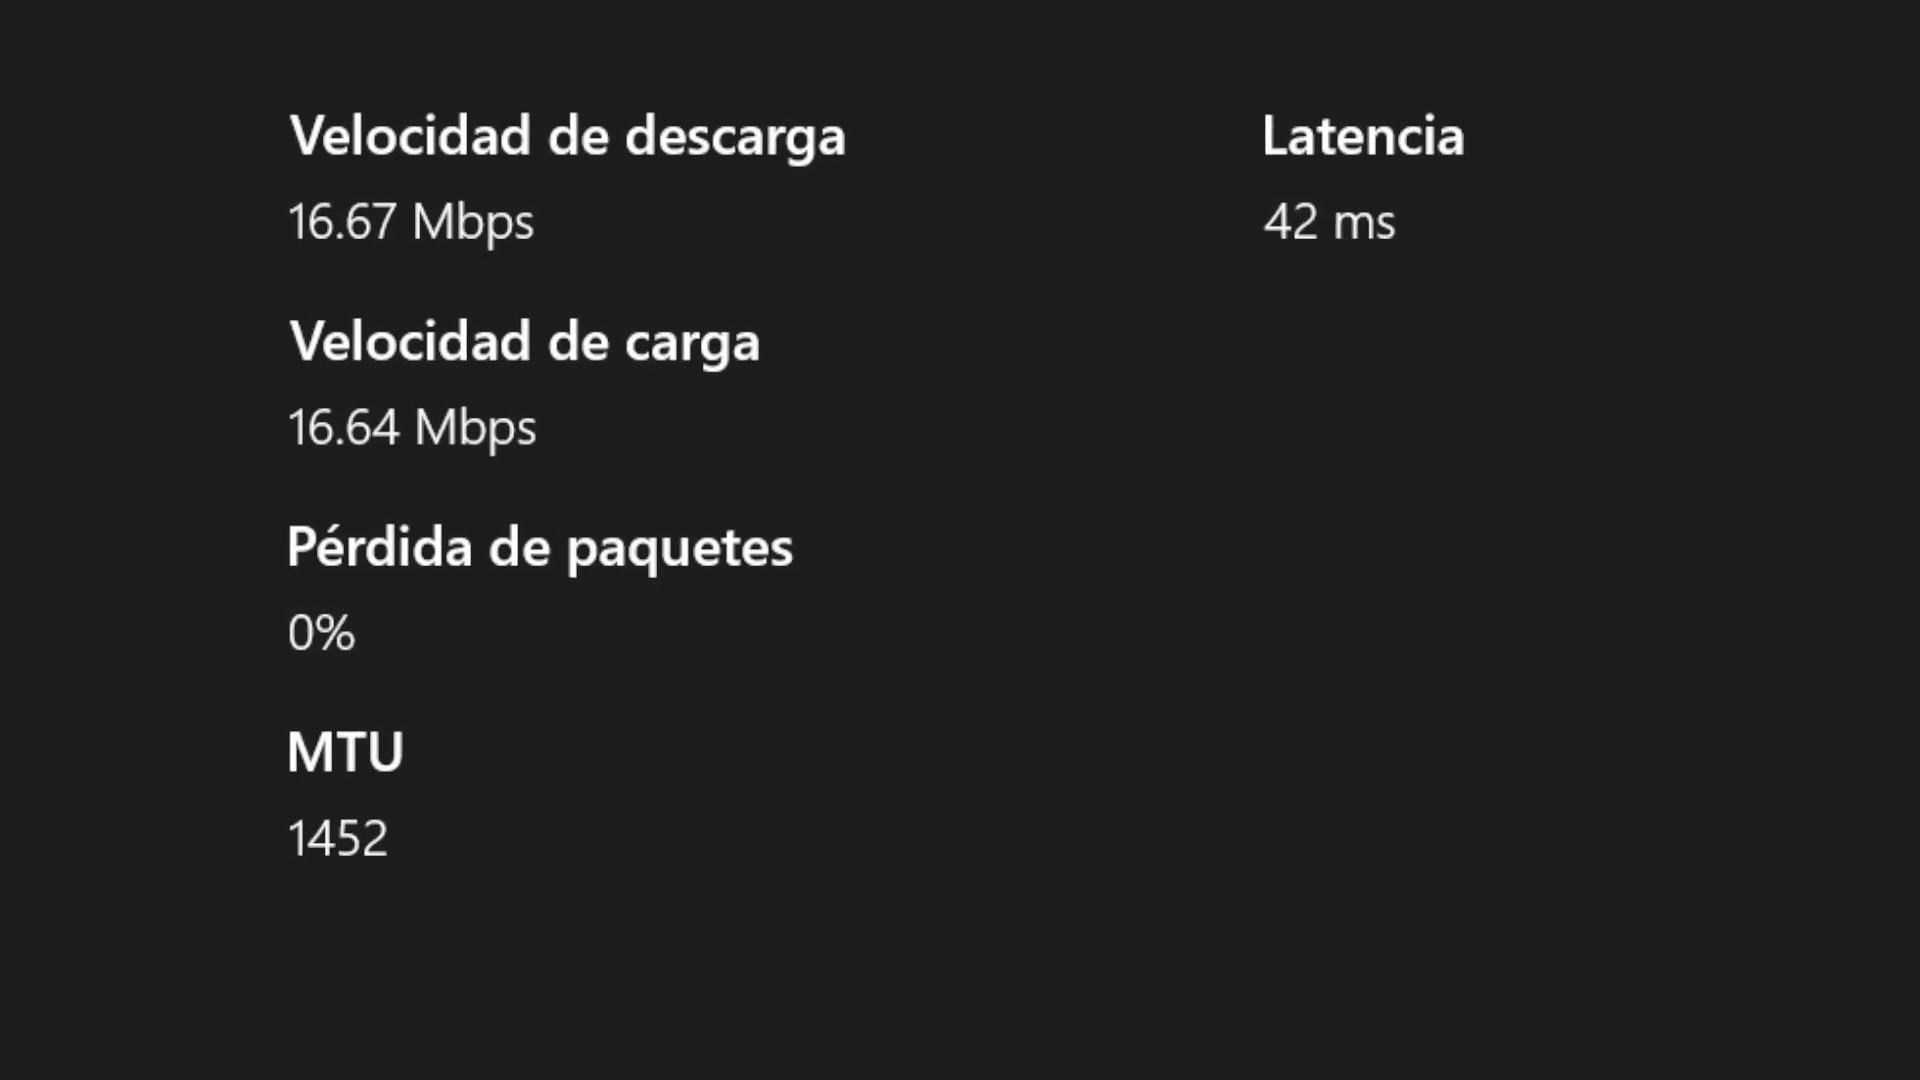 Velocidad de descarga
16.67 Mbps
Velocidad de carga
16.64 Mbps
Pérdida de paquetes
0%
MTU
1452
Latencia
42 ms